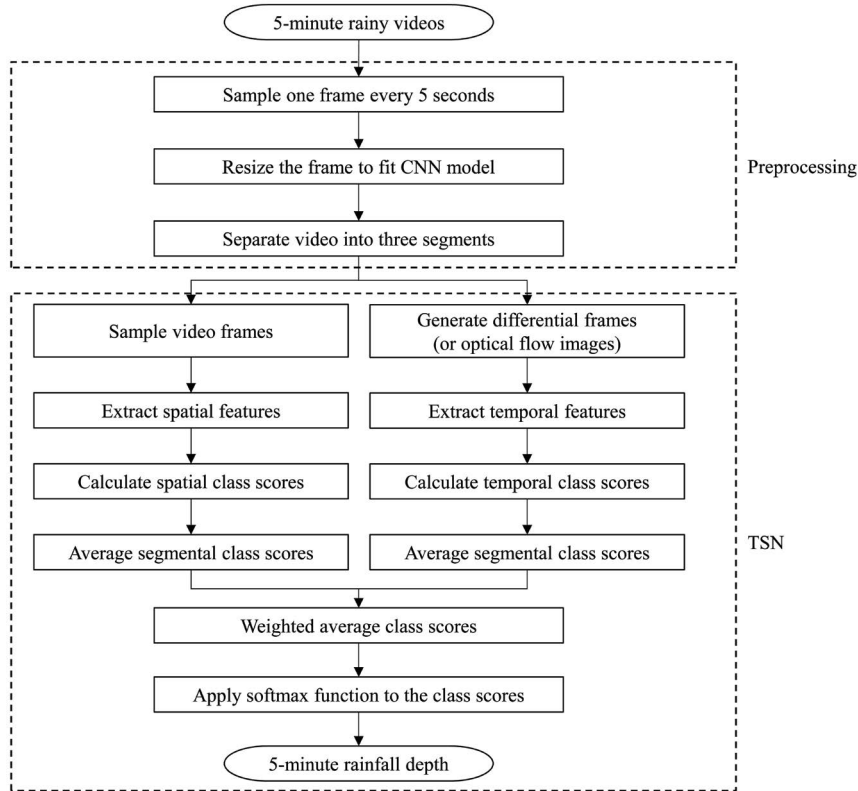 5-minute rainy videos
Sample one frame every 5 seconds
Resize the frame to fit CNN model
Preprocessing
Separate video into three segments
Sample video frames
Generate differential frames
(or optical flow images)
Extract spatial features
Extract temporal features
Calculate spatial class scores
Calculate temporal class scores
Average segmental class scores
Average segmental class scores
TSN
Weighted average class scores
Apply softmax function to the class scores
5-minute rainfall depth